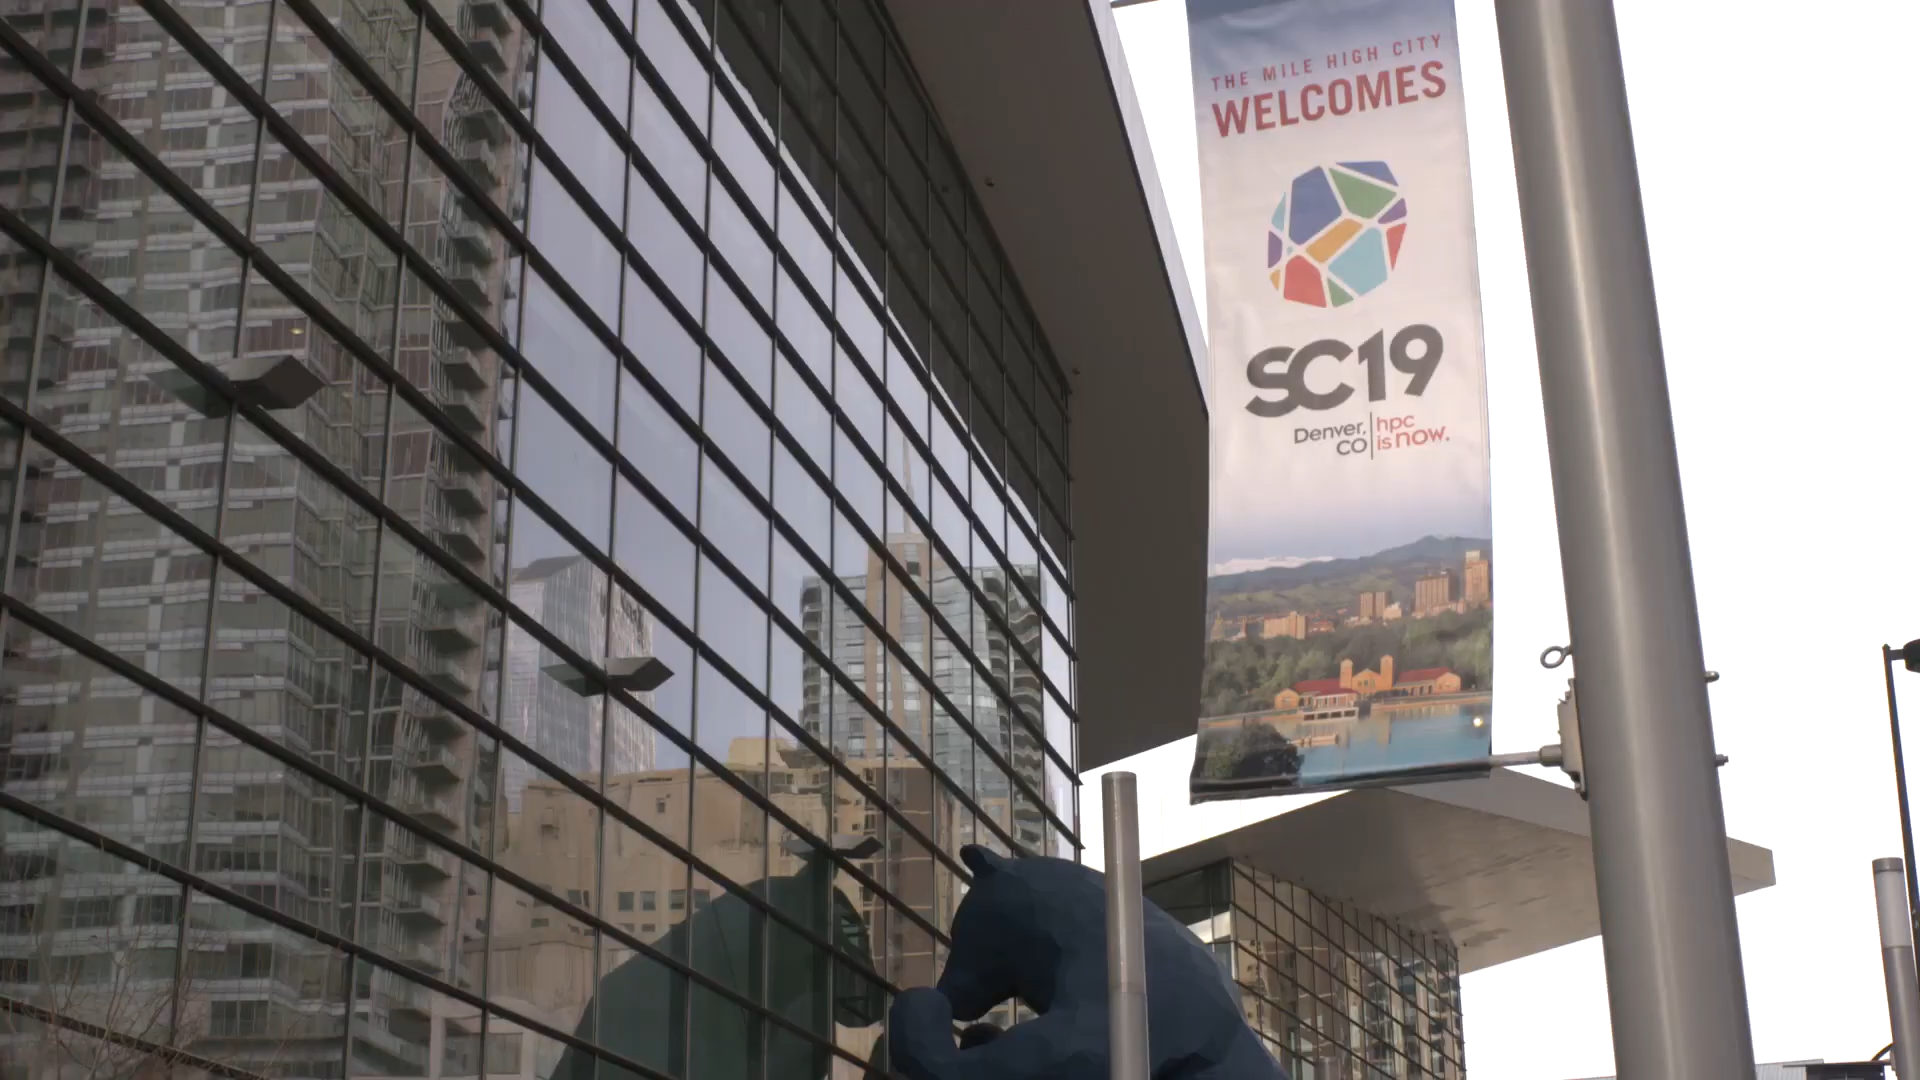 THE MILE HIGH CITY
WELCOMES
SC19
Denver, hpc
CO is now.